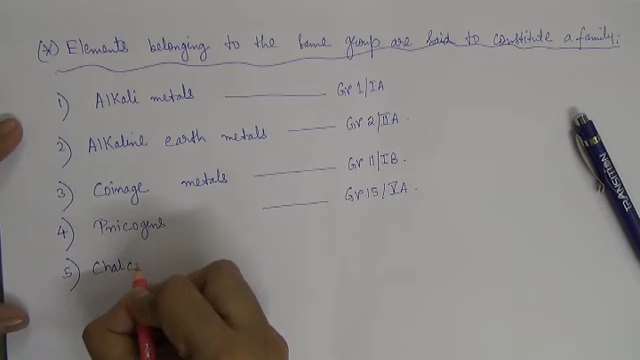 (*) Elements belonging to the same group are said to constitute a family:
1) Alkali metals —— Gr 1/IA
2) Alkaline earth metals —— Gr 2/IIA.
3) Coinage metals —— Gr 11/IB.
4) Pnicogens —— Gr 15/VA.
5) Chalc
TRANSITION